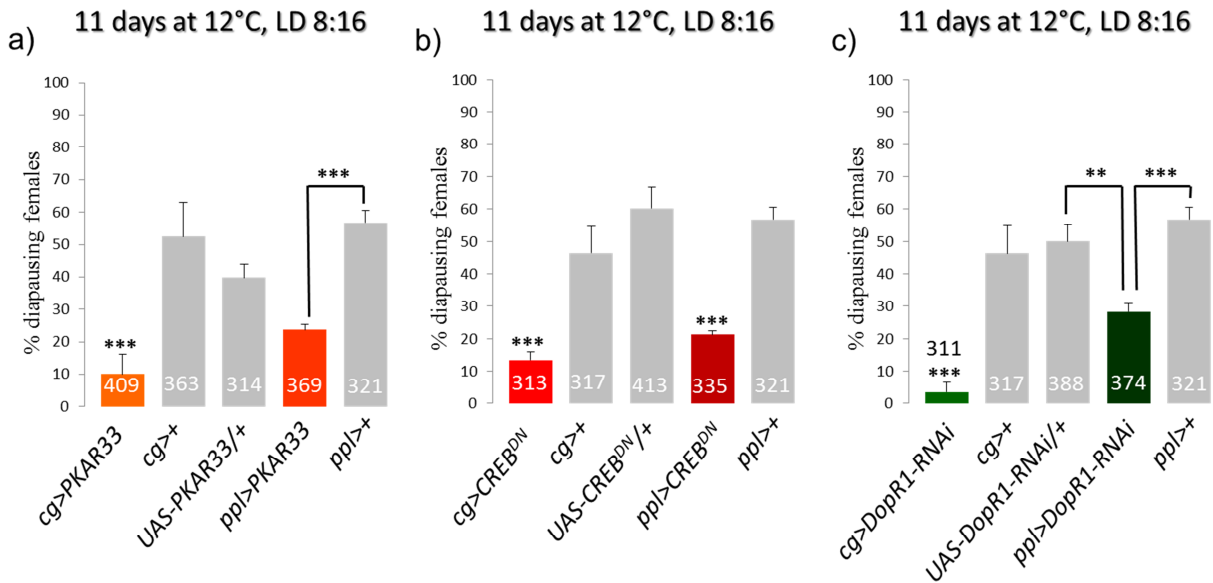 11 days at 12°C, LD 8:16
a)
% diapausing females
100
90
80
70
60
50
40
30
20
10
0
***
***
409
363
314
369
321
cg>PKAR33
cg>+
UAS-PKAR33/+
ppl>PKAR33
ppl>+
11 days at 12°C, LD 8:16
b)
% diapausing females
100
90
80
70
60
50
40
30
20
10
0
***
***
313
317
413
335
321
cg>CREBᴰᴺ
cg>+
UAS-CREBᴰᴺ/+
ppl>CREBᴰᴺ
ppl>+
11 days at 12°C, LD 8:16
c)
% diapausing females
100
90
80
70
60
50
40
30
20
10
0
**
***
311
***
317
388
374
321
cg>DopR1-RNAi
cg>+
UAS-DopR1-RNAi/+
ppl>DopR1-RNAi
ppl>+